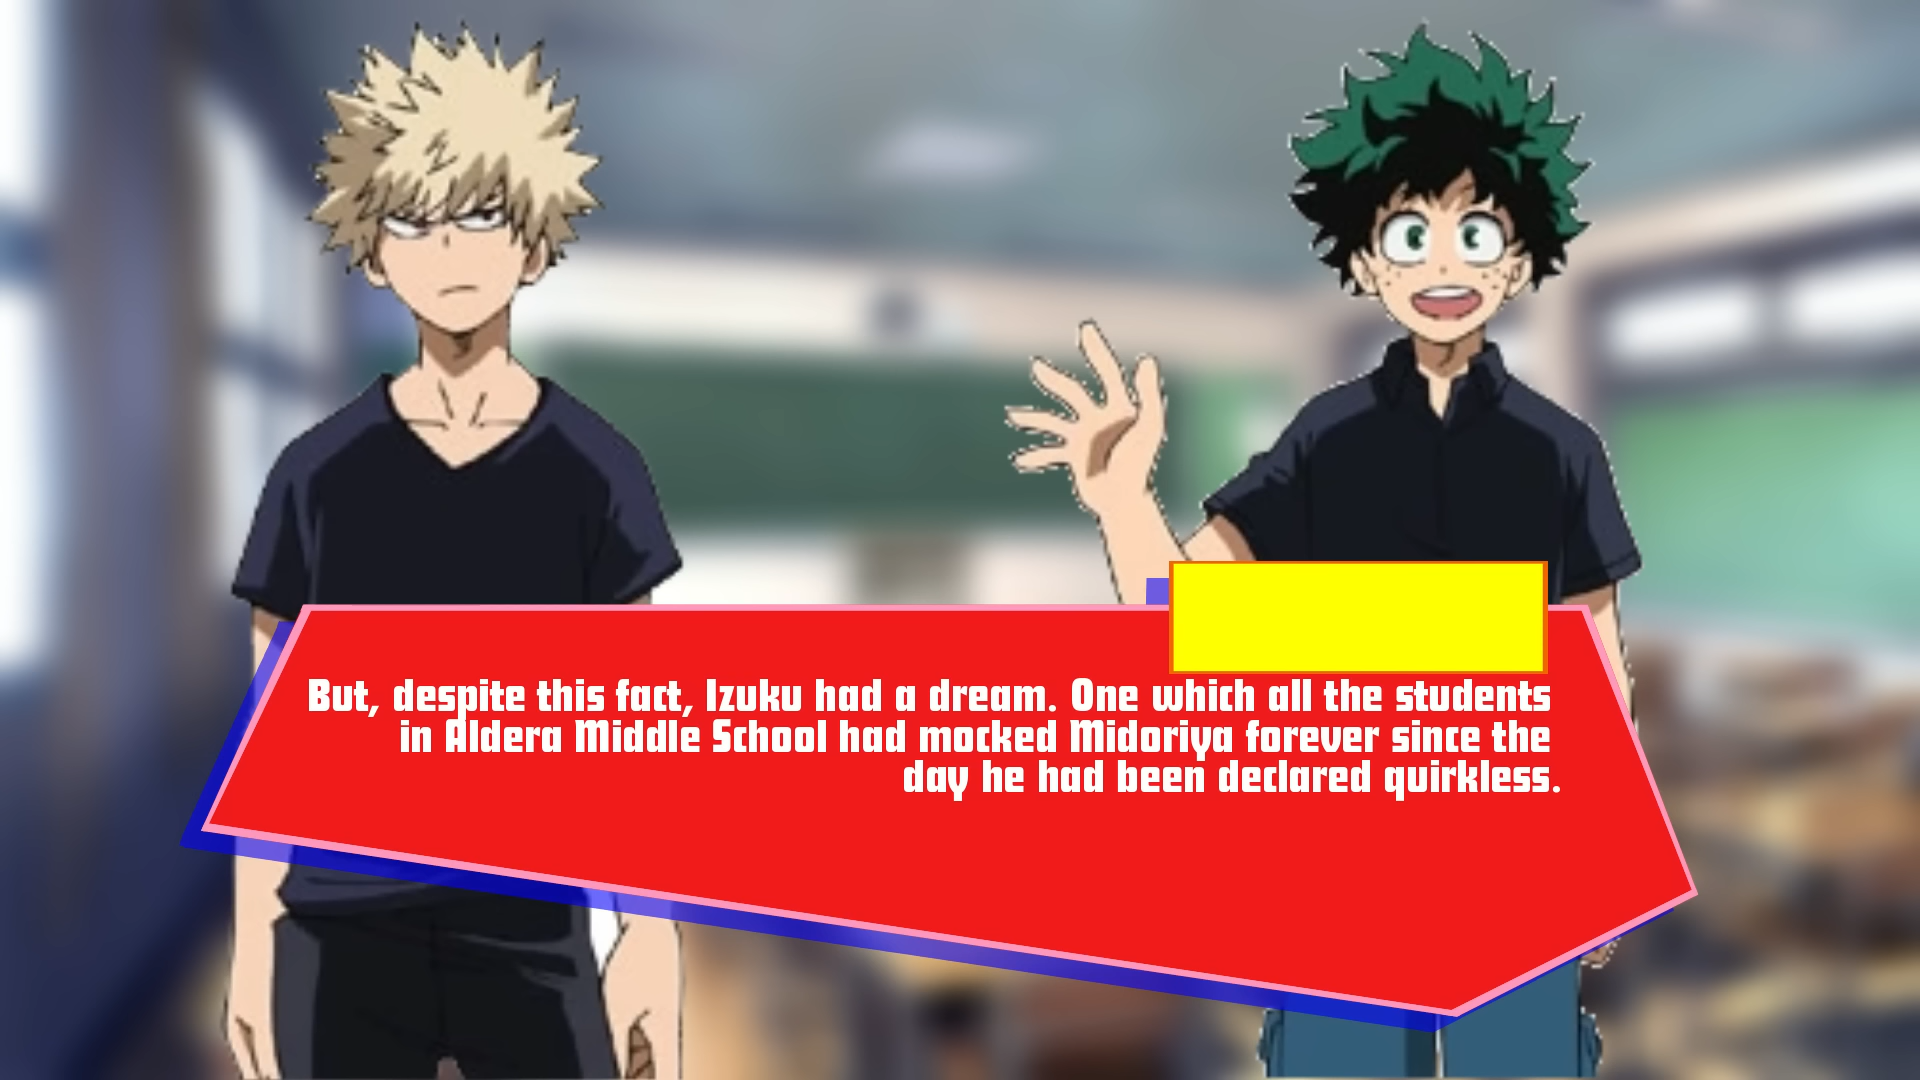 But, despite this fact, Izuku had a dream. One which all the students
in Aldera Middle School had mocked Midoriya forever since the
day he had been declared quirkless.